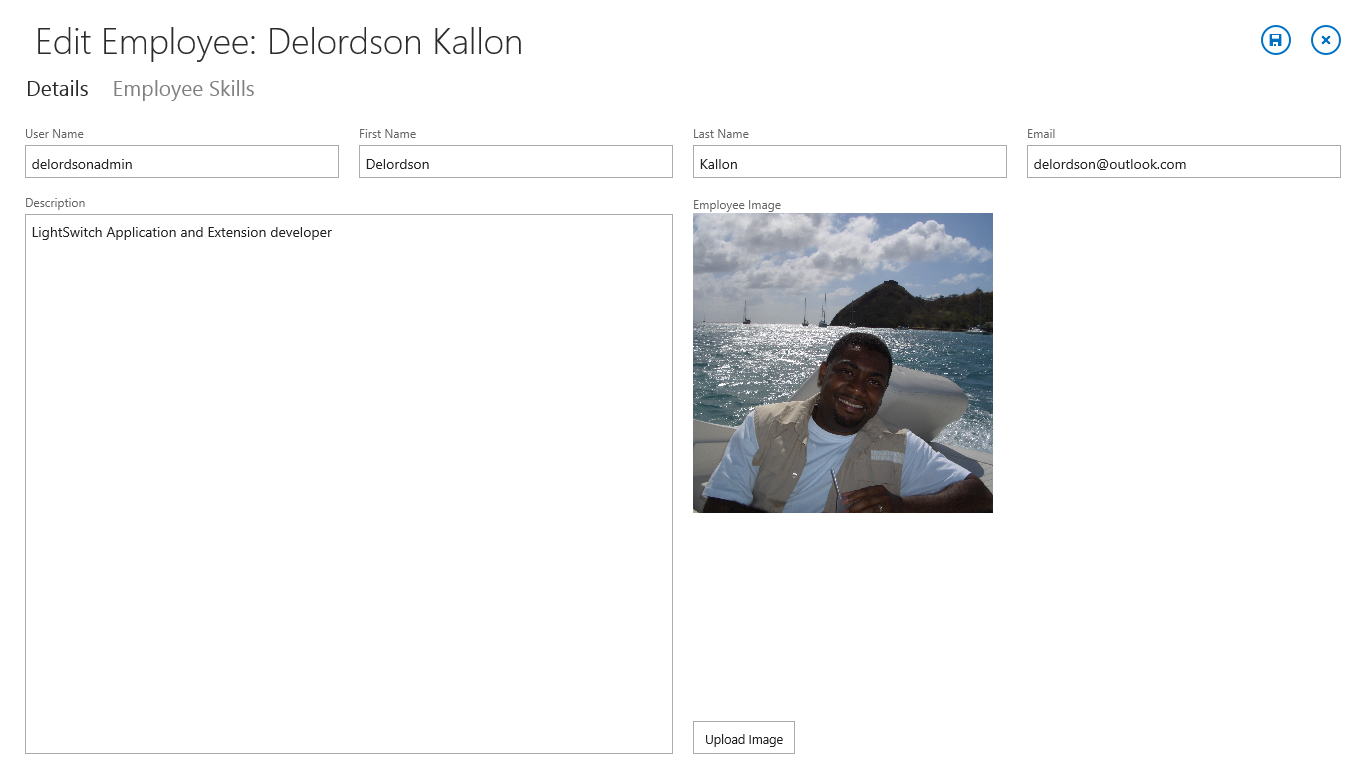 Edit Employee: Delordson Kallon
Details Employee Skills
User Name First Name Last Name Email
delordsonadmin Delordson Kallon delordson@outlook.com
Description Employee Image
LightSwitch Application and Extension developer
Upload Image